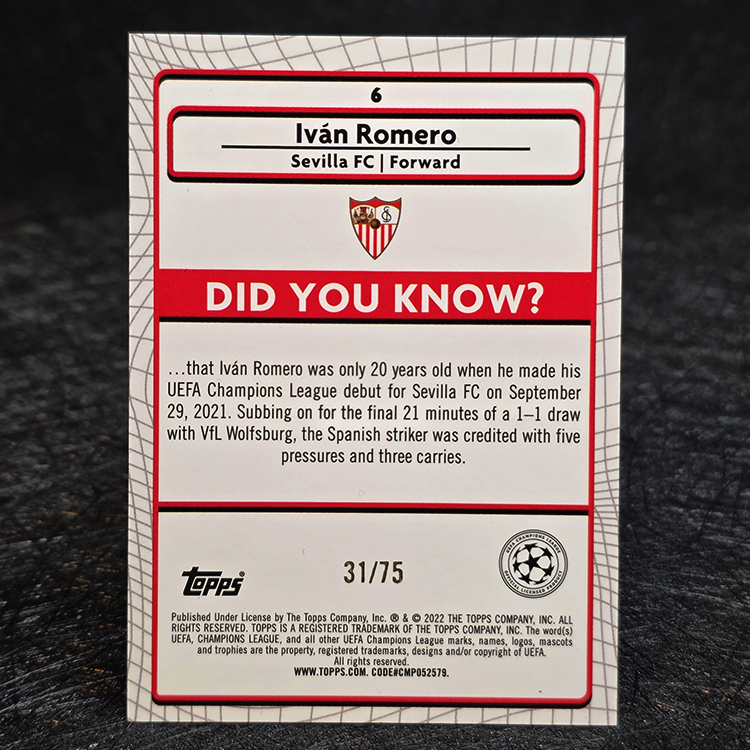 6
Iván Romero
Sevilla FC | Forward
DID YOU KNOW?
...that Iván Romero was only 20 years old when he made his
UEFA Champions League debut for Sevilla FC on September
29, 2021. Subbing on for the final 21 minutes of a 1–1 draw
with VfL Wolfsburg, the Spanish striker was credited with five
pressures and three carries.
topps®
31/75
UEFA CHAMPIONS LEAGUE
OFFICIAL LICENSED PRODUCT
Published Under License by The Topps Company, Inc. ® & © 2022 THE TOPPS COMPANY, INC. ALL
RIGHTS RESERVED. TOPPS IS A REGISTERED TRADEMARK OF THE TOPPS COMPANY, INC. The word(s)
UEFA, CHAMPIONS LEAGUE, and all other UEFA Champions League marks, names, logos, mascots
and trophies are the property, registered trademarks, designs and/or copyright of UEFA.
All rights reserved.
WWW.TOPPS.COM. CODE#CMP052579.